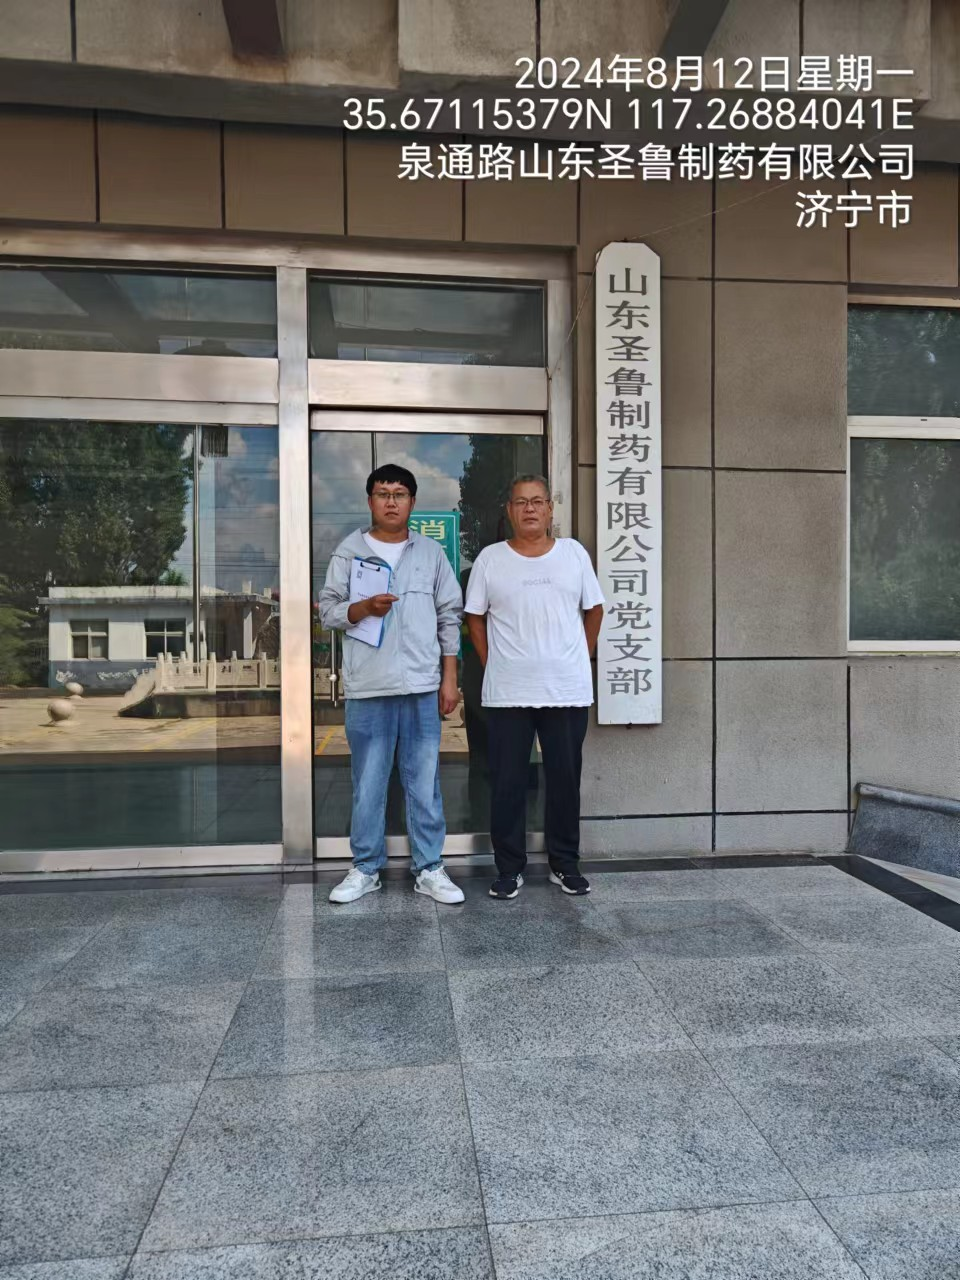 2024年8月12日星期一
35.67115379N 117.26884041E
泉通路山东圣鲁制药有限公司
济宁市
山东圣鲁制药有限公司党支部
消